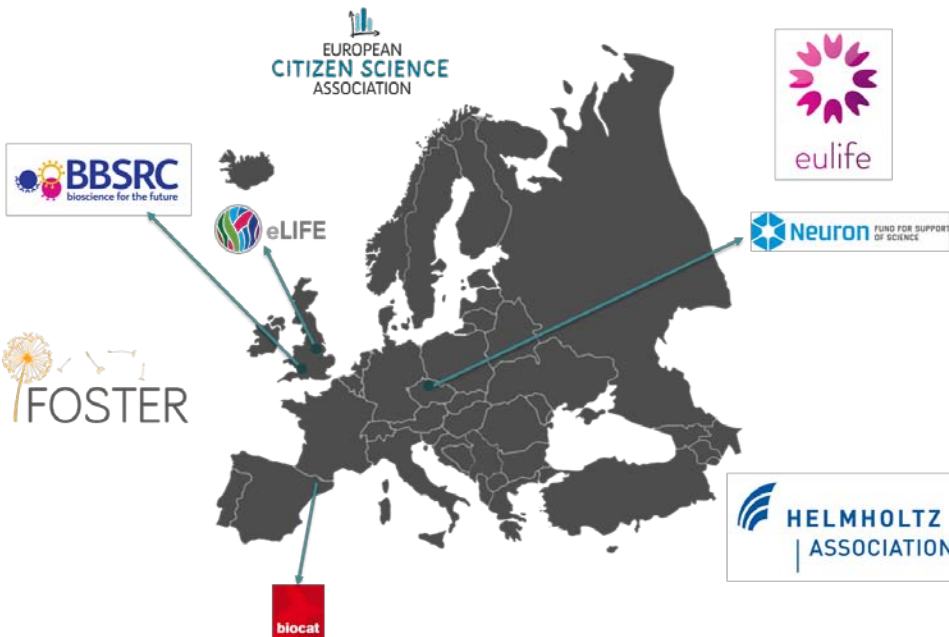 EUROPEAN
CITIZEN SCIENCE
ASSOCIATION
eulife
BBSRC
bioscience for the future
eLIFE
Neuron FUND FOR SUPPORT
OF SCIENCE
FOSTER
HELMHOLTZ
ASSOCIATION
biocat